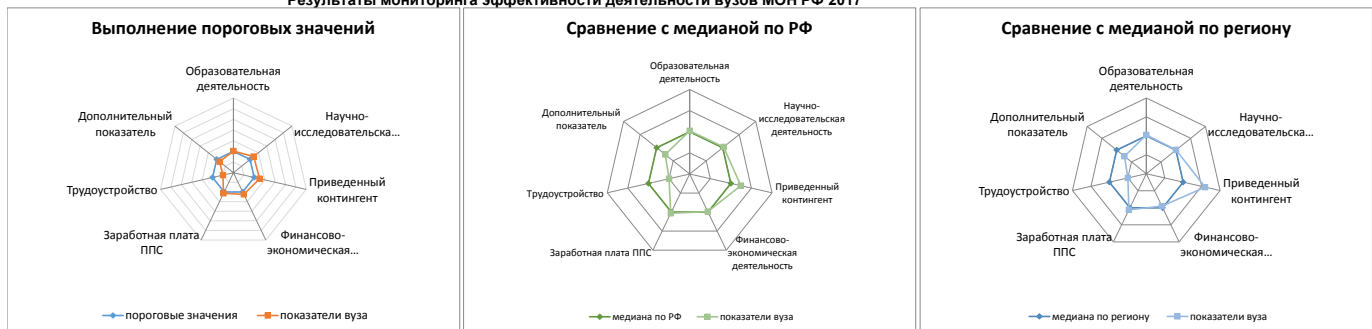 Результаты мониторинга эффективности деятельности вузов МОН РФ 2017
Выполнение пороговых значений
Образовательная
деятельность
Научно-
исследовательска...
Приведенный
контингент
Финансово-
экономическая...
Заработная плата
ППС
Трудоустройство
Дополнительный
показатель
пороговые значения
показатели вуза
Сравнение с медианой по РФ
Образовательная
деятельность
Научно-
исследовательская
деятельность
Приведенный
контингент
Финансово-
экономическая
деятельность
Заработная плата ППС
Трудоустройство
Дополнительный
показатель
медиана по РФ
показатели вуза
Сравнение с медианой по региону
Образовательная
деятельность
Научно-
исследовательска...
Приведенный
контингент
Финансово-
экономическая...
Заработная плата
ППС
Трудоустройство
Дополнительный
показатель
медиана по региону
показатели вуза